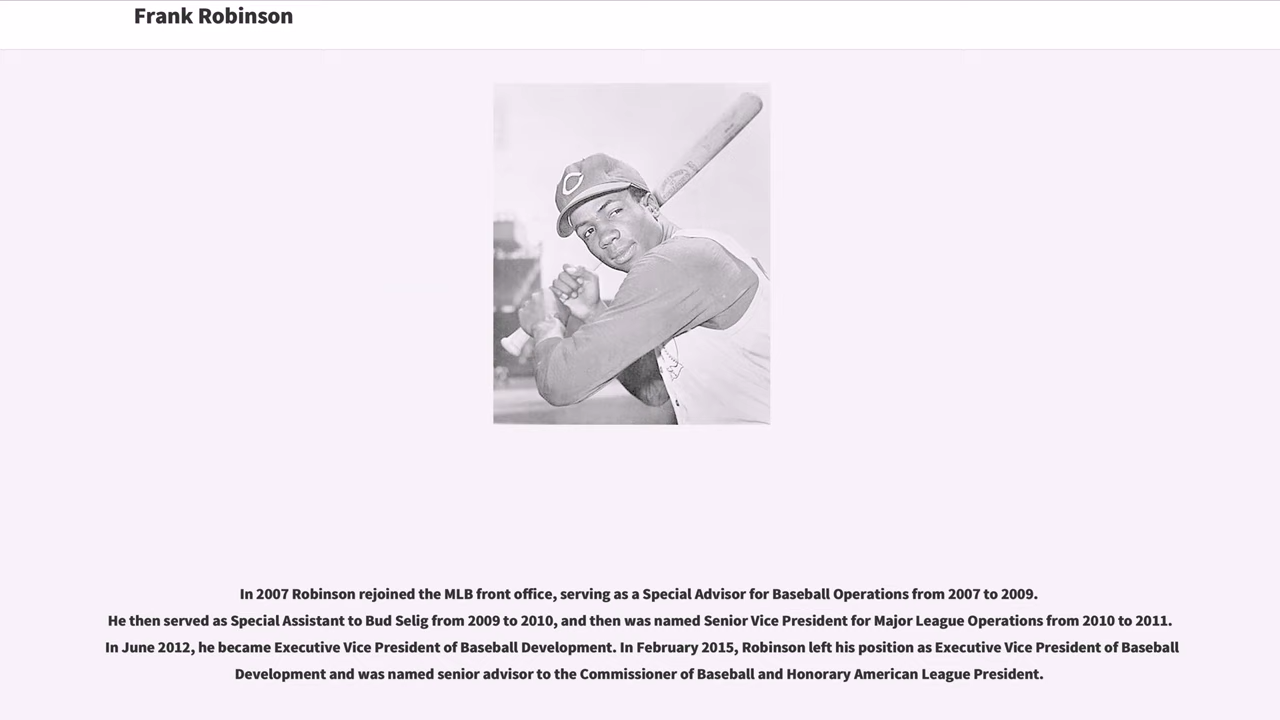 Frank Robinson
C
In 2007 Robinson rejoined the MLB front office, serving as a Special Advisor for Baseball Operations from 2007 to 2009.
He then served as Special Assistant to Bud Selig from 2009 to 2010, and then was named Senior Vice President for Major League Operations from 2010 to 2011.
In June 2012, he became Executive Vice President of Baseball Development. In February 2015, Robinson left his position as Executive Vice President of Baseball
Development and was named senior advisor to the Commissioner of Baseball and Honorary American League President.